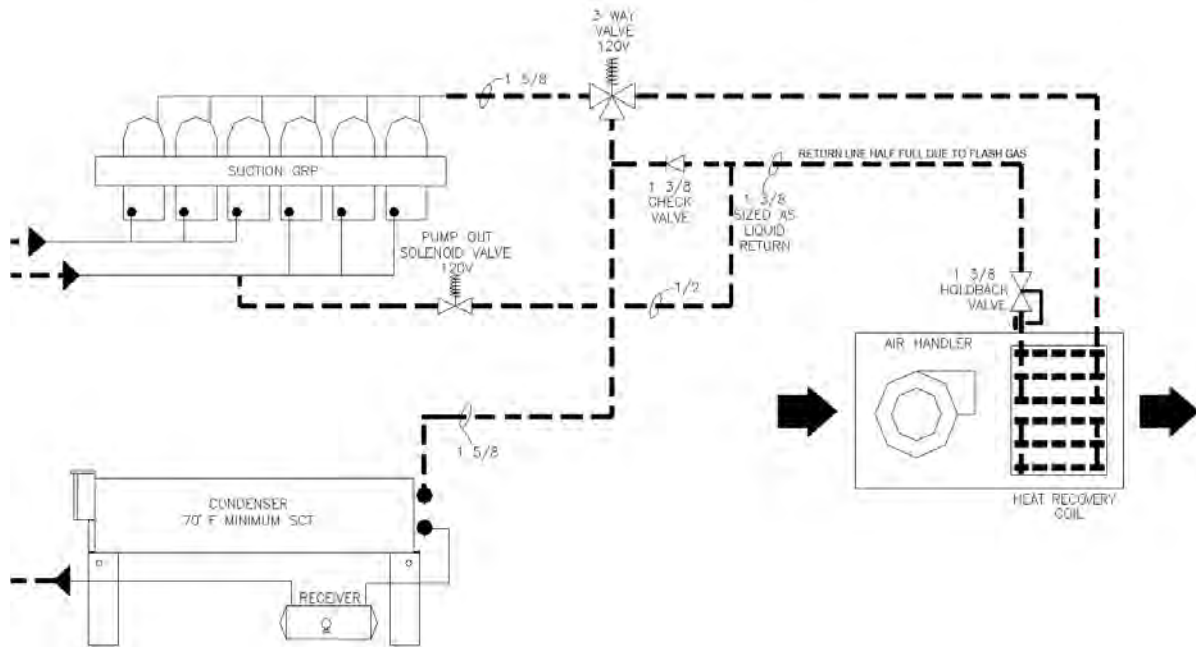 3 WAY
VALVE
120V
1 5/8
SUCTION GRP
RETURN LINE HALF FULL DUE TO FLASH GAS
1 3/8
CHECK
VALVE
1 3/8
SIZED AS
LIQUID
RETURN
PUMP OUT
SOLENOID VALVE
120V
1/2
1 3/8
HOLDBACK
VALVE
AIR HANDLER
1 5/8
CONDENSER
70° F MINIMUM SCT
HEAT RECOVERY
COIL
RECEIVER